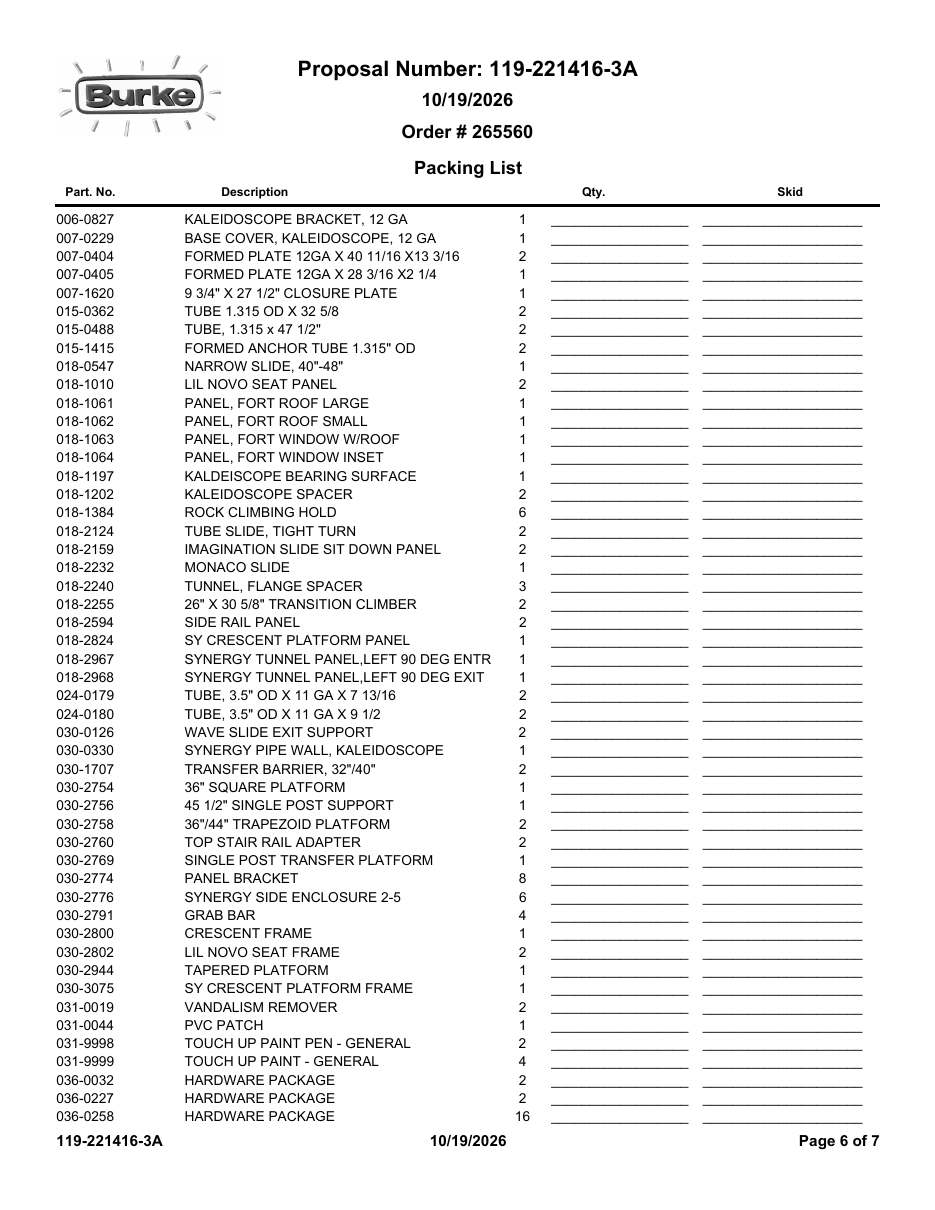 Burke
Proposal Number: 119-221416-3A
10/19/2026
Order # 265560
Packing List
Part. No. Description Qty. Skid
006-0827 KALEIDOSCOPE BRACKET, 12 GA 1
007-0229 BASE COVER, KALEIDOSCOPE, 12 GA 1
007-0404 FORMED PLATE 12GA X 40 11/16 X13 3/16 2
007-0405 FORMED PLATE 12GA X 28 3/16 X2 1/4 1
007-1620 9 3/4" X 27 1/2" CLOSURE PLATE 1
015-0362 TUBE 1.315 OD X 32 5/8 2
015-0488 TUBE, 1.315 x 47 1/2" 2
015-1415 FORMED ANCHOR TUBE 1.315" OD 2
018-0547 NARROW SLIDE, 40"-48" 1
018-1010 LIL NOVO SEAT PANEL 2
018-1061 PANEL, FORT ROOF LARGE 1
018-1062 PANEL, FORT ROOF SMALL 1
018-1063 PANEL, FORT WINDOW W/ROOF 1
018-1064 PANEL, FORT WINDOW INSET 1
018-1197 KALDEISCOPE BEARING SURFACE 1
018-1202 KALEIDOSCOPE SPACER 2
018-1384 ROCK CLIMBING HOLD 6
018-2124 TUBE SLIDE, TIGHT TURN 2
018-2159 IMAGINATION SLIDE SIT DOWN PANEL 2
018-2232 MONACO SLIDE 1
018-2240 TUNNEL, FLANGE SPACER 3
018-2255 26" X 30 5/8" TRANSITION CLIMBER 2
018-2594 SIDE RAIL PANEL 2
018-2824 SY CRESCENT PLATFORM PANEL 1
018-2967 SYNERGY TUNNEL PANEL,LEFT 90 DEG ENTR 1
018-2968 SYNERGY TUNNEL PANEL,LEFT 90 DEG EXIT 1
024-0179 TUBE, 3.5" OD X 11 GA X 7 13/16 2
024-0180 TUBE, 3.5" OD X 11 GA X 9 1/2 2
030-0126 WAVE SLIDE EXIT SUPPORT 2
030-0330 SYNERGY PIPE WALL, KALEIDOSCOPE 1
030-1707 TRANSFER BARRIER, 32"/40" 2
030-2754 36" SQUARE PLATFORM 1
030-2756 45 1/2" SINGLE POST SUPPORT 1
030-2758 36"/44" TRAPEZOID PLATFORM 2
030-2760 TOP STAIR RAIL ADAPTER 2
030-2769 SINGLE POST TRANSFER PLATFORM 1
030-2774 PANEL BRACKET 8
030-2776 SYNERGY SIDE ENCLOSURE 2-5 6
030-2791 GRAB BAR 4
030-2800 CRESCENT FRAME 1
030-2802 LIL NOVO SEAT FRAME 2
030-2944 TAPERED PLATFORM 1
030-3075 SY CRESCENT PLATFORM FRAME 1
031-0019 VANDALISM REMOVER 2
031-0044 PVC PATCH 1
031-9998 TOUCH UP PAINT PEN - GENERAL 2
031-9999 TOUCH UP PAINT - GENERAL 4
036-0032 HARDWARE PACKAGE 2
036-0227 HARDWARE PACKAGE 2
036-0258 HARDWARE PACKAGE 16
119-221416-3A 10/19/2026 Page 6 of 7